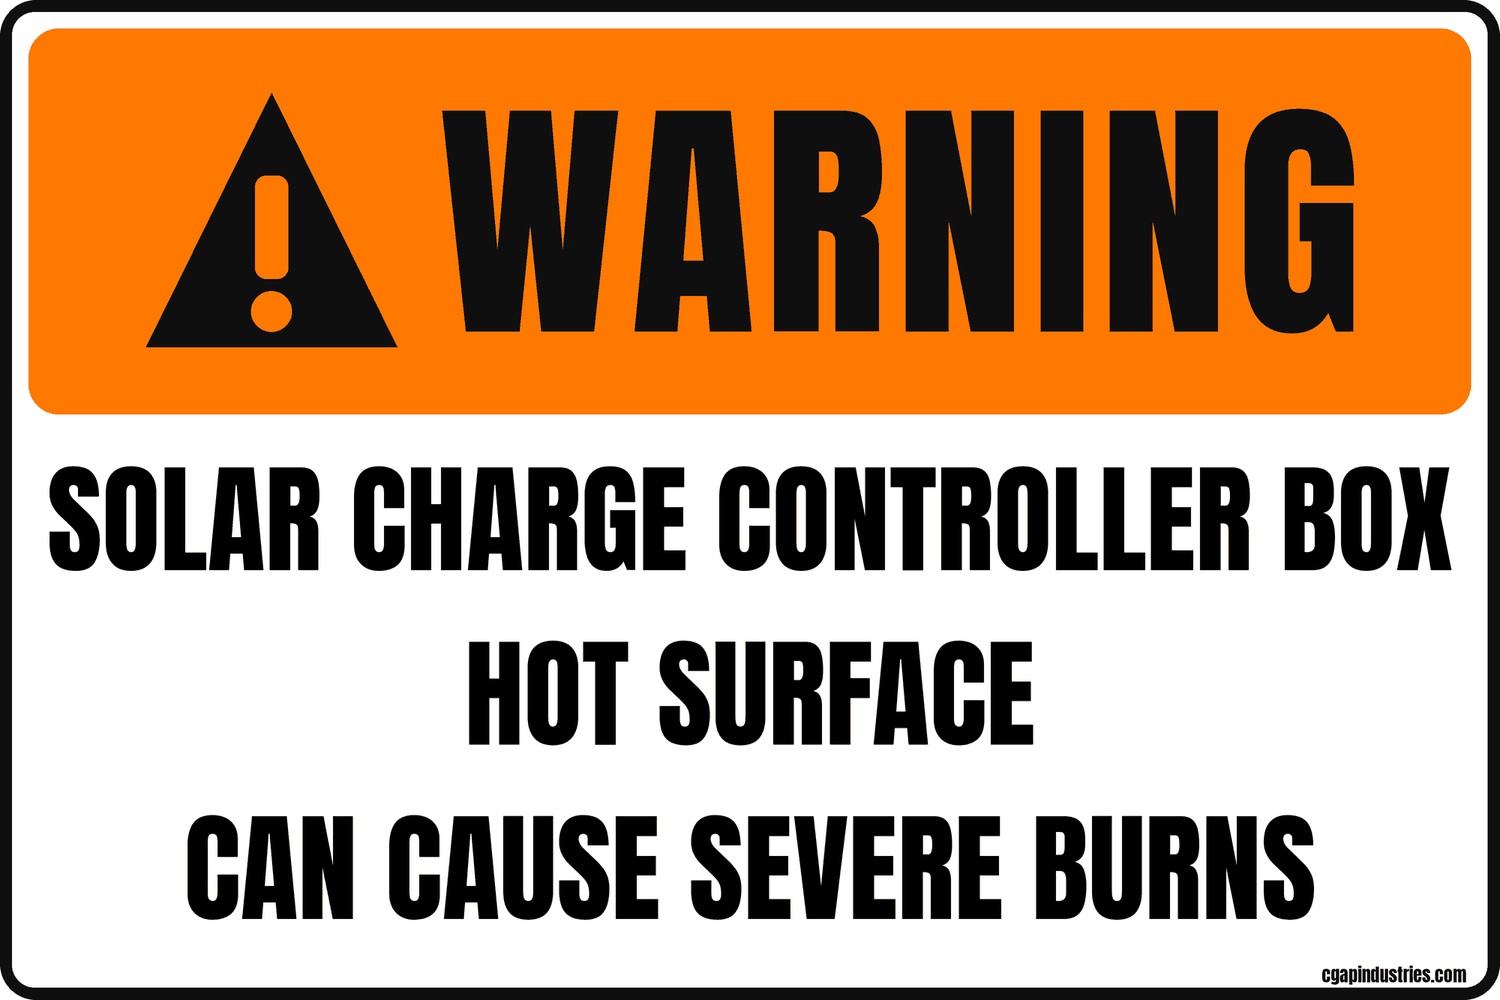 WARNING
SOLAR CHARGE CONTROLLER BOX
HOT SURFACE
CAN CAUSE SEVERE BURNS
cgapindustries.com